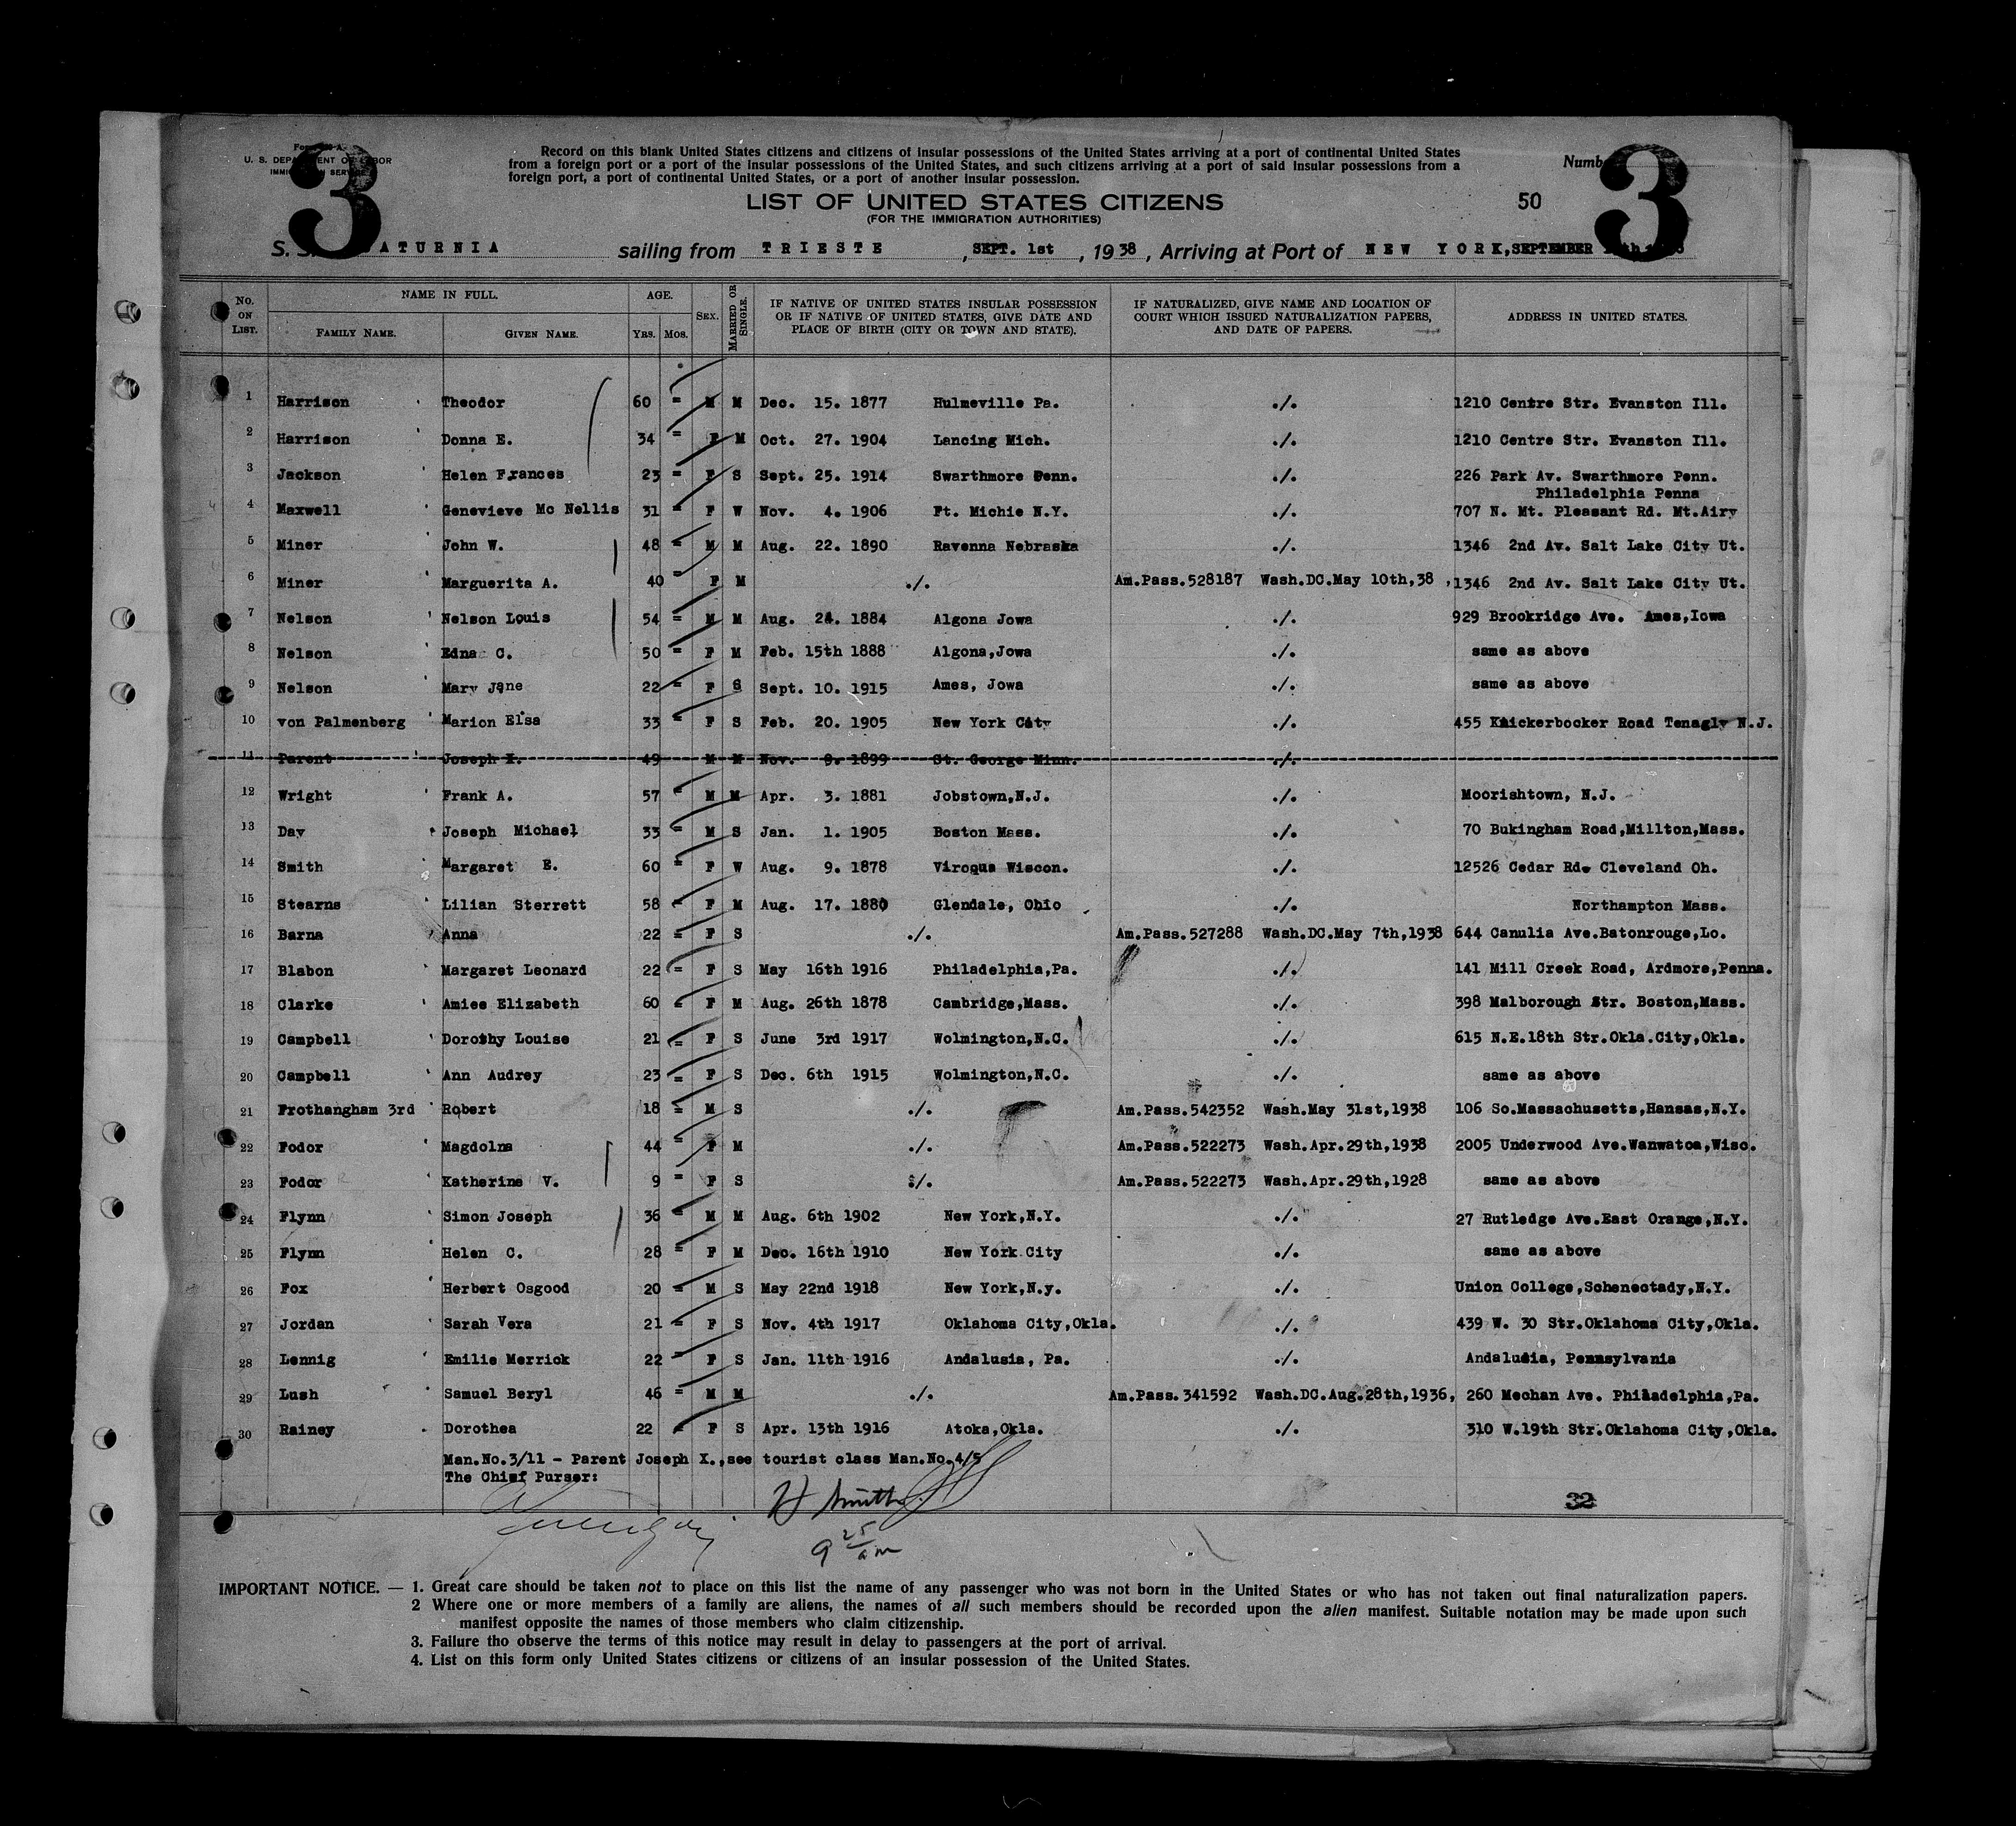 3
U. S. DEPARTMENT OF LABOR
Record on this blank United States citizens and citizens of insular possessions of the United States arriving at a port of continental United States
from a foreign port or a port of the insular possessions of the United States, and such citizens arriving at a port of said insular possessions from a
foreign port, a port of continental United States, or a port of another insular possession.
Number 3
LIST OF UNITED STATES CITIZENS
(FOR THE IMMIGRATION AUTHORITIES)
50
S. S. ATURNIA sailing from TRIESTE , SEPT. 1st , 1938 , Arriving at Port of NEW YORK, SEPTEMBER
No. ON LIST. NAME IN FULL. FAMILY NAME. GIVEN NAME. AGE. YRS. MOS. SEX. MARRIED OR SINGLE. IF NATIVE OF UNITED STATES INSULAR POSSESSION OR IF NATIVE OF UNITED STATES, GIVE DATE AND PLACE OF BIRTH (CITY OR TOWN AND STATE). IF NATURALIZED, GIVE NAME AND LOCATION OF COURT WHICH ISSUED NATURALIZATION PAPERS, AND DATE OF PAPERS. ADDRESS IN UNITED STATES.
1 Harrison Theodor 60 = M M Dec. 15. 1877 Hulmeville Pa. ./. 1210 Centre Str. Evanston Ill.
2 Harrison Donna E. 34 = F M Oct. 27. 1904 Lancing Mich. ./. 1210 Centre Str. Evanston Ill.
3 Jackson Helen Frances 23 = F S Sept. 25. 1914 Swarthmore Penn. ./. 226 Park Av. Swarthmore Penn.
Philadelphia Penna
4 Maxwell Genevieve Mc Nellis 31 = F W Nov. 4. 1906 Ft. Michie N.Y. ./. 707 N. Mt. Pleasant Rd. Mt.Airy
5 Miner John W. 48 = M M Aug. 22. 1890 Ravenna Nebraska ./. 1346 2nd Av. Salt Lake City Ut.
6 Miner Marguerita A. 40 = F M ./. Am.Pass.528187 Wash.DC.May 10th,38 , 1346 2nd Av. Salt Lake City Ut.
7 Nelson Nelson Louis 54 = M M Aug. 24. 1884 Algona Jowa ./. 929 Brookridge Ave. Ames,Iowa
8 Nelson Edna C. 50 = F M Feb. 15th 1888 Algona,Jowa ./. same as above
9 Nelson Mary Jane 22 = F S Sept. 10. 1915 Ames, Jowa ./. same as above
10 von Palmenberg Marion Elsa 33 = F S Feb. 20. 1905 New York City ./. 455 Knickerbocker Road Tenagly N.J.
11 Parent Joseph X. 49 M M Nov. 9. 1899 St. George Minn. ./.
12 Wright Frank A. 57 = M M Apr. 3. 1881 Jobstown,N.J. ./. Moorishtown, N.J.
13 Day Joseph Michael 33 = M S Jan. 1. 1905 Boston Mass. ./. 70 Bukingham Road,Millton,Mass.
14 Smith Margaret E. 60 = F W Aug. 9. 1878 Viroqua Wiscon. ./. 12526 Cedar Rd. Cleveland Oh.
15 Stearns Lilian Sterrett 58 = F M Aug. 17. 1880 Glendale, Ohio ./. Northampton Mass.
16 Barna Anna 22 = F S ./. Am.Pass.527288 Wash.DC.May 7th,1938 644 Canulia Ave.Batonrouge,Lo.
17 Blabon Margaret Leonard 22 = F S May 16th 1916 Philadelphia,Pa. ./. 141 Mill Creek Road, Ardmore,Penna.
18 Clarke Amiee Elizabeth 60 = F M Aug. 26th 1878 Cambridge,Mass. ./. 398 Malborough Str. Boston,Mass.
19 Campbell Dorothy Louise 21 = F S June 3rd 1917 Wolmington,N.C. ./. 615 N.E.18th Str.Okla.City,Okla.
20 Campbell Ann Audrey 23 = F S Dec. 6th 1915 Wolmington,N.C. ./. same as above
21 Frothangham 3rd Robert 18 = M S ./. Am.Pass.542352 Wash.May 31st,1938 106 So.Massachusetts,Hansas,N.Y.
22 Fodor Magdolna 44 = F M ./. Am.Pass.522273 Wash.Apr.29th,1938 2005 Underwood Ave.Wanwatoa,Wisc.
23 Fodor Katherine V. 9 = F S ./. Am.Pass.522273 Wash.Apr.29th,1928 same as above
24 Flynn Simon Joseph 36 = M M Aug. 6th 1902 New York,N.Y. ./. 27 Rutledge Ave.East Orange,N.Y.
25 Flynn Helen C. 28 = F M Dec. 16th 1910 New York City ./. same as above
26 Fox Herbert Osgood 20 = M S May 22nd 1918 New York,N.y. ./. Union College,Schenectady,N.Y.
27 Jordan Sarah Vera 21 = F S Nov. 4th 1917 Oklahoma City,Okla. ./. 439 W. 30 Str.Oklahoma City,Okla.
28 Lennig Emilie Merrick 22 = F S Jan. 11th 1916 Andalusia, Pa. ./. Andalusia, Pennsylvania
29 Lush Samuel Beryl 46 = M M ./. Am.Pass.341592 Wash.DC.Aug.28th,1936, 260 Mechan Ave. Philadelphia,Pa.
30 Rainey Dorothea 22 = F S Apr. 13th 1916 Atoka,Okla. ./. 310 W.19th Str.Oklahoma City,Okla.
Man.No.3/11 - Parent Joseph X.,see tourist class Man.No.4/5
The Chief Purser:
Smith
32
9 25 am
IMPORTANT NOTICE. — 1. Great care should be taken not to place on this list the name of any passenger who was not born in the United States or who has not taken out final naturalization papers.
2 Where one or more members of a family are aliens, the names of all such members should be recorded upon the alien manifest. Suitable notation may be made upon such
manifest opposite the names of those members who claim citizenship.
3. Failure tho observe the terms of this notice may result in delay to passengers at the port of arrival.
4. List on this form only United States citizens or citizens of an insular possession of the United States.